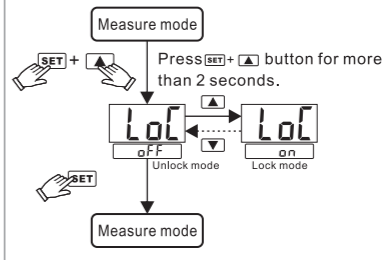 Measure mode
SET + ▲
Press SET + ▲ button for more
than 2 seconds.
▲
LoC LoC
oFF on
▼
Unlock mode Lock mode
SET
Measure mode